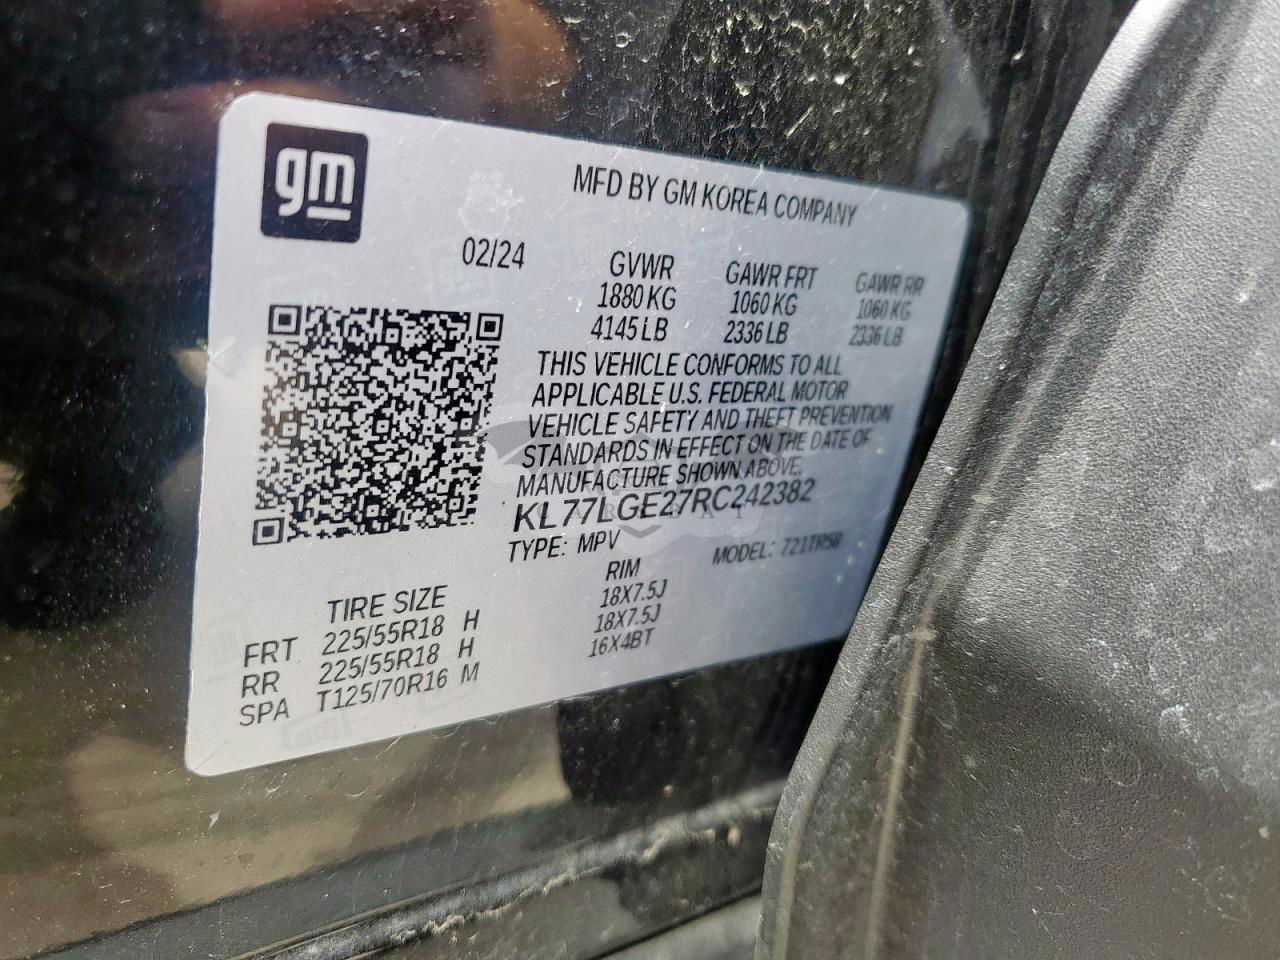 gm
MFD BY GM KOREA COMPANY
02/24
GVWR GAWR FRT GAWR RR
1880 KG 1060 KG 1060 KG
4145 LB 2336 LB 2336 LB
THIS VEHICLE CONFORMS TO ALL
APPLICABLE U.S. FEDERAL MOTOR
VEHICLE SAFETY AND THEFT PREVENTION
STANDARDS IN EFFECT ON THE DATE OF
MANUFACTURE SHOWN ABOVE.
KL77LGE27RC242382
TYPE: MPV MODEL: 721TR58
TIRE SIZE RIM
FRT 225/55R18 H 18X7.5J
RR 225/55R18 H 18X7.5J
SPA T125/70R16 M 16X4BT